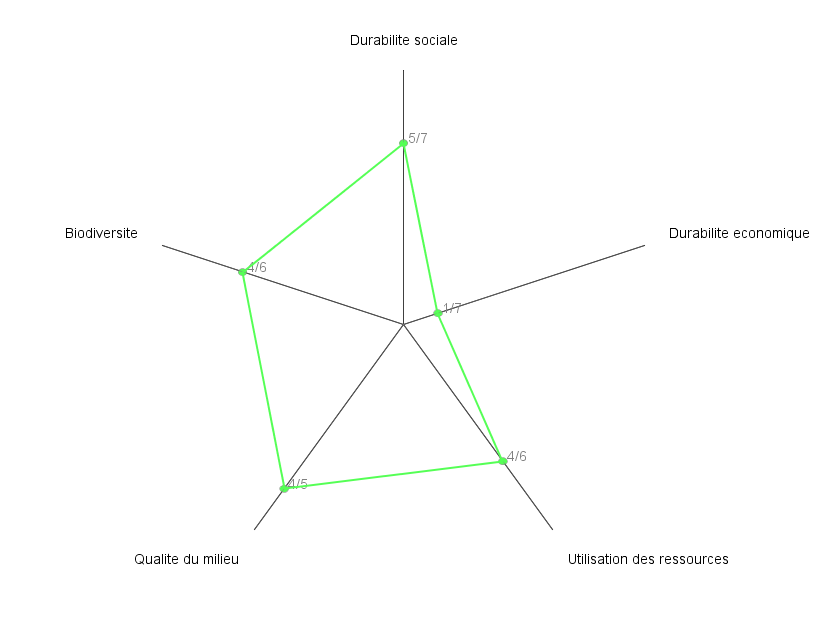 Durabilite sociale
5/7
Durabilite economique
Biodiversite
4/6
1/7
4/6
4/5
Qualite du milieu
Utilisation des ressources